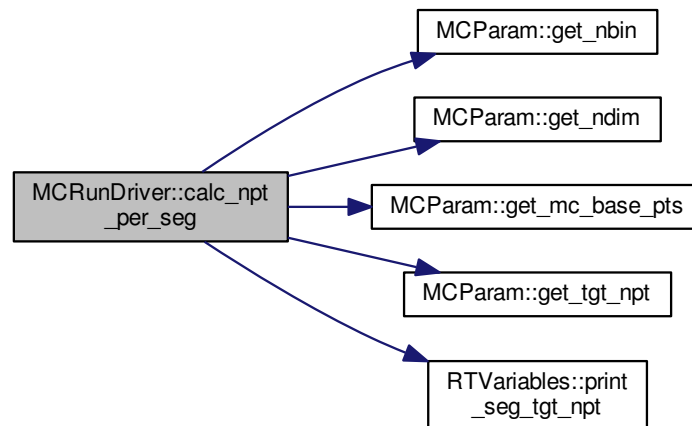 MCParam::get_nbin
MCParam::get_ndim
MCRunDriver::calc_npt
_per_seg
MCParam::get_mc_base_pts
MCParam::get_tgt_npt
RTVariables::print
_seg_tgt_npt